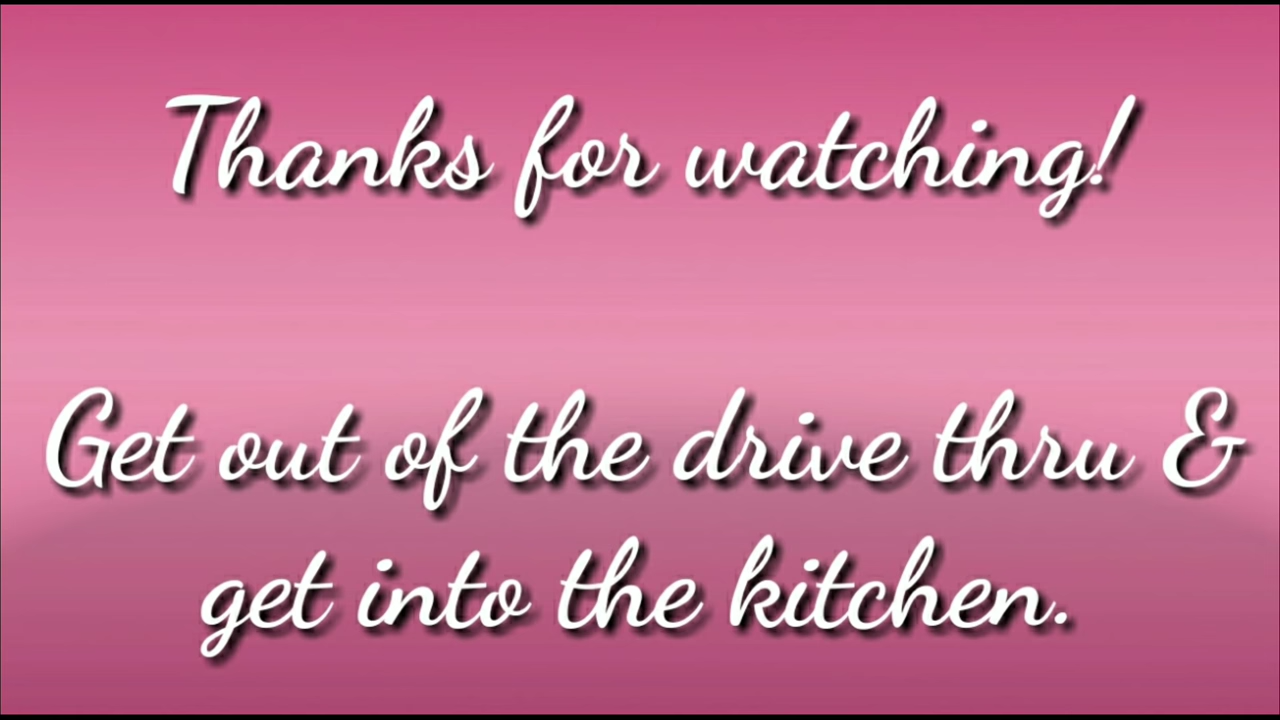 Thanks for watching!
Get out of the drive thru &
get into the kitchen.